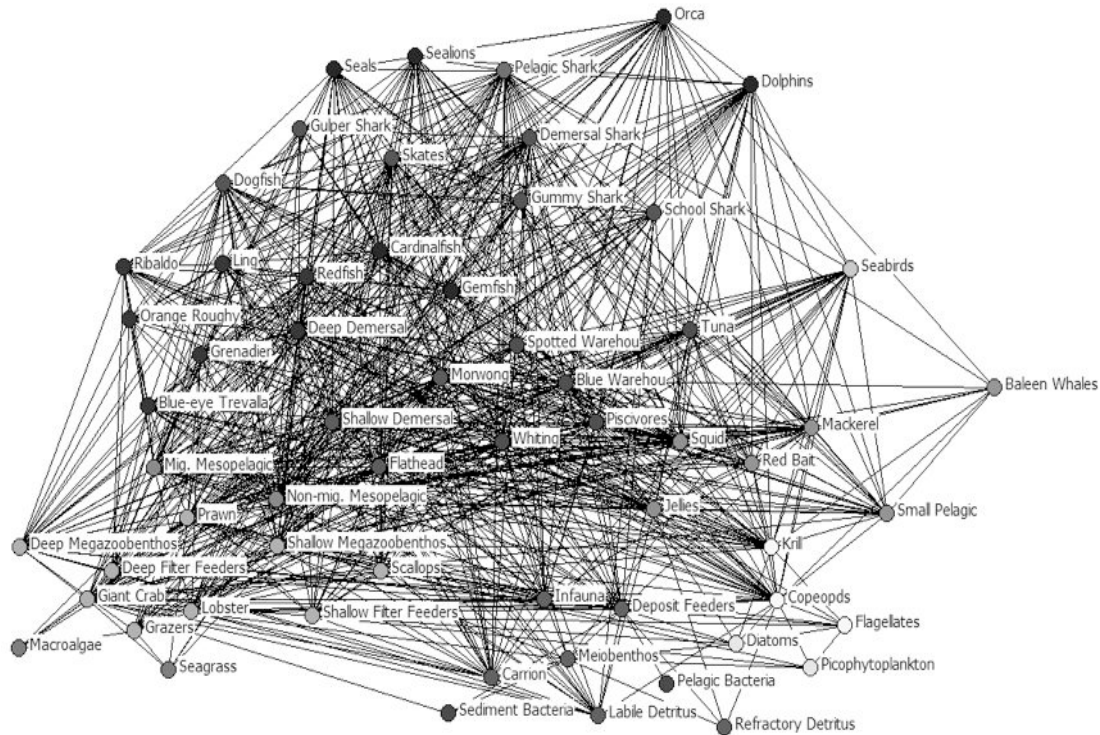 Orca
Sealions
Seals
Pelagic Shark
Dolphins
Gulper Shark
Demersal Shark
Skates
Dogfish
Gummy Shark
School Shark
Cardinalfish
Ribaldo
Ling
Redfish
Seabirds
Gemfish
Orange Roughy
Deep Demersal
Tuna
Spotted Warehou
Grenadier
Morwong
Blue Warehou
Baleen Whales
Blue-eye Trevalla
Shallow Demersal
Piscivores
Mackerel
Whiting
Squid
Mig. Mesopelagic
Flathead
Red Bait
Non-mig. Mesopelagic
Jellies
Small Pelagic
Prawn
Deep Megazoobenthos
Shallow Megazoobenthos
Krill
Deep Filter Feeders
Scallops
Giant Crab
Infauna
Copeopds
Lobster
Shallow Filter Feeders
Deposit Feeders
Flagellates
Grazers
Diatoms
Macroalgae
Seagrass
Meiobenthos
Picophytoplankton
Carrion
Pelagic Bacteria
Sediment Bacteria
Labile Detritus
Refractory Detritus